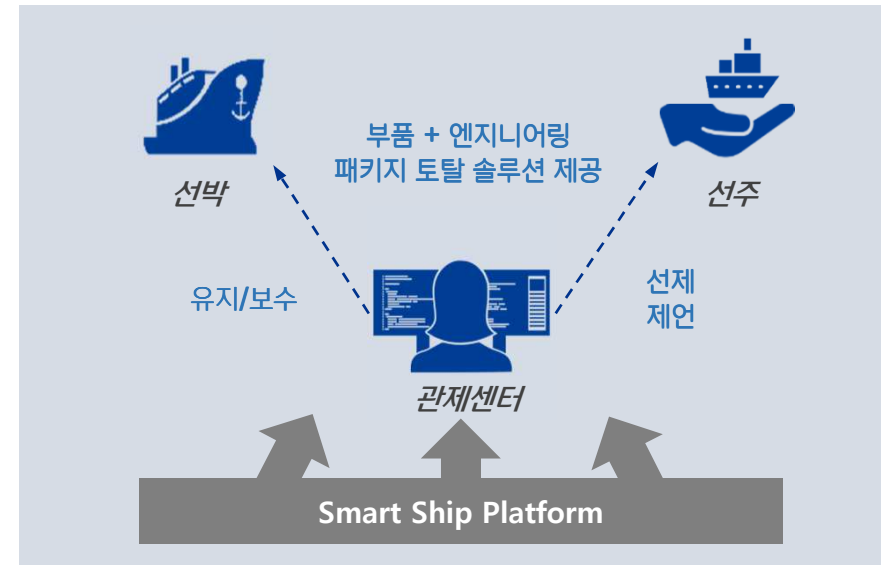 부품 + 엔지니어링
패키지 토탈 솔루션 제공
선박
선주
유지/보수
선제
제언
관제센터
Smart Ship Platform